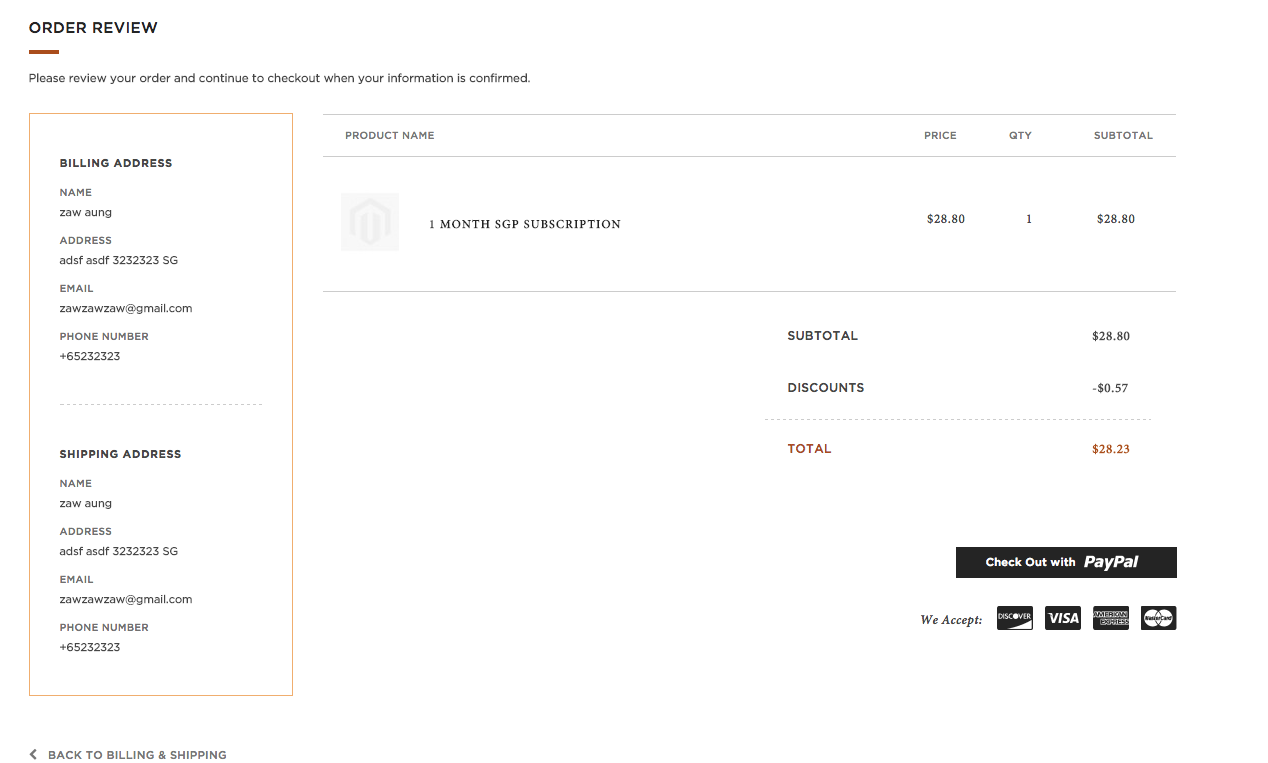 ORDER REVIEW
Please review your order and continue to checkout when your information is confirmed.
BILLING ADDRESS
NAME
zaw aung
ADDRESS
adsf asdf 3232323 SG
EMAIL
zawzawzaw@gmail.com
PHONE NUMBER
+65232323
SHIPPING ADDRESS
NAME
zaw aung
ADDRESS
adsf asdf 3232323 SG
EMAIL
zawzawzaw@gmail.com
PHONE NUMBER
+65232323
PRODUCT NAME PRICE QTY SUBTOTAL
1 MONTH SGP SUBSCRIPTION $28.80 1 $28.80
SUBTOTAL $28.80
DISCOUNTS -$0.57
TOTAL $28.23
Check Out with PayPal
We Accept: DISCOVER VISA AMERICAN EXPRESS MasterCard
BACK TO BILLING & SHIPPING